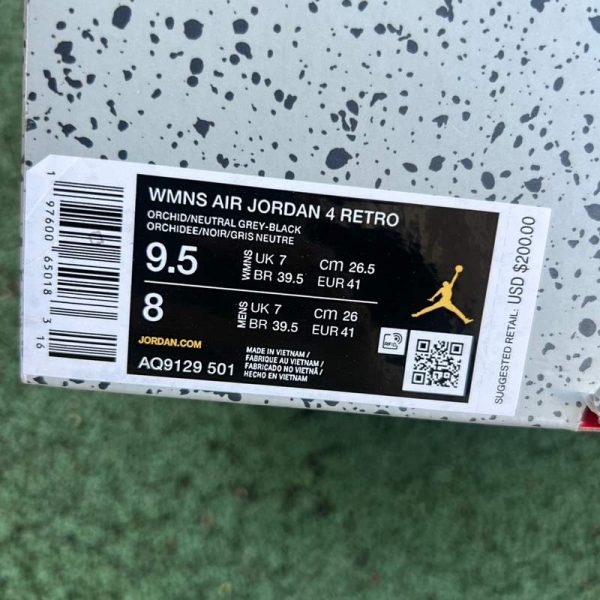 WMNS AIR JORDAN 4 RETRO
ORCHID/NEUTRAL GREY-BLACK
ORCHIDEE/NOIR/GRIS NEUTRE
9.5 WMNS UK 7 cm 26.5
BR 39.5 EUR 41
8 MENS UK 7 cm 26
BR 39.5 EUR 41
JORDAN.COM
AQ9129 501
MADE IN VIETNAM /
FABRIQUE AU VIETNAM /
FABRICADO NO VIETNÃ /
HECHO EN VIETNAM
RFID
SUGGESTED RETAIL: USD $200.00
1 97600 65018 3 16